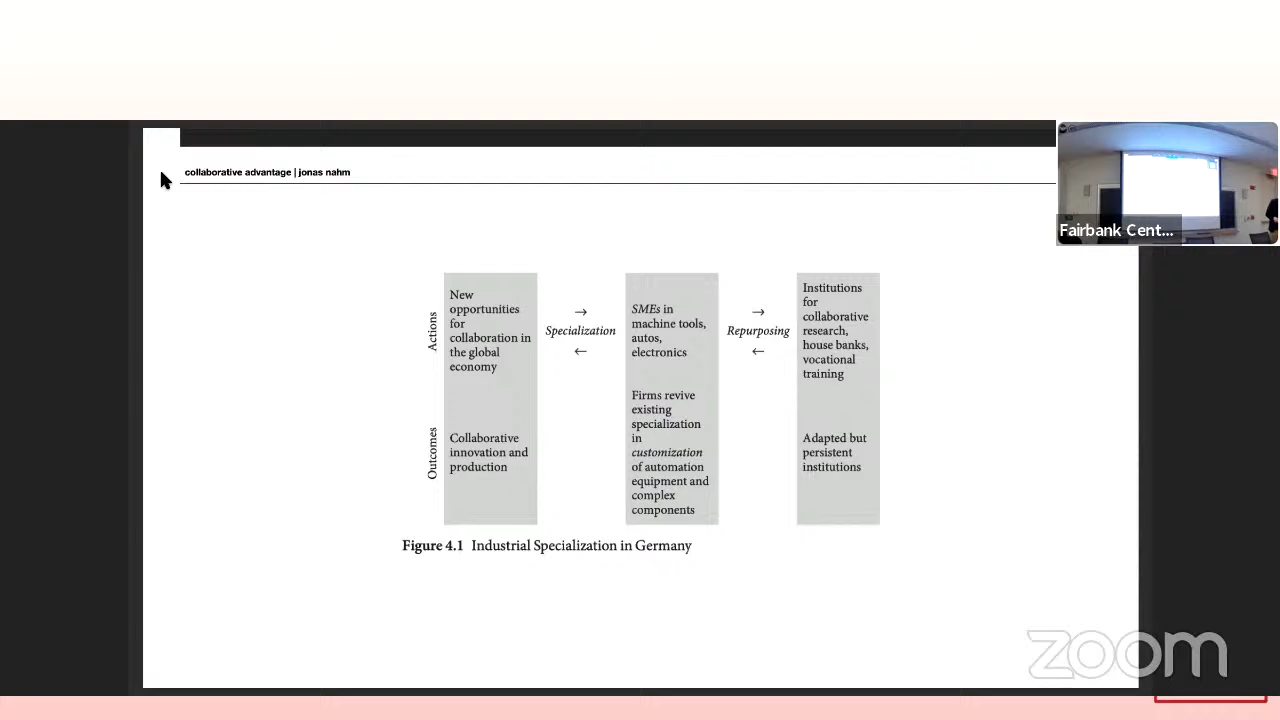 collaborative advantage | jonas nahm
Fairbank Cent...
Actions
New
opportunities
for
collaboration in
the global
economy
→
Specialization
←
SMEs in
machine tools,
autos,
electronics
→
Repurposing
←
Institutions
for
collaborative
research,
house banks,
vocational
training
Outcomes
Collaborative
innovation and
production
Firms revive
existing
specialization
in
customization
of automation
equipment and
complex
components
Adapted but
persistent
institutions
Figure 4.1 Industrial Specialization in Germany
zoom